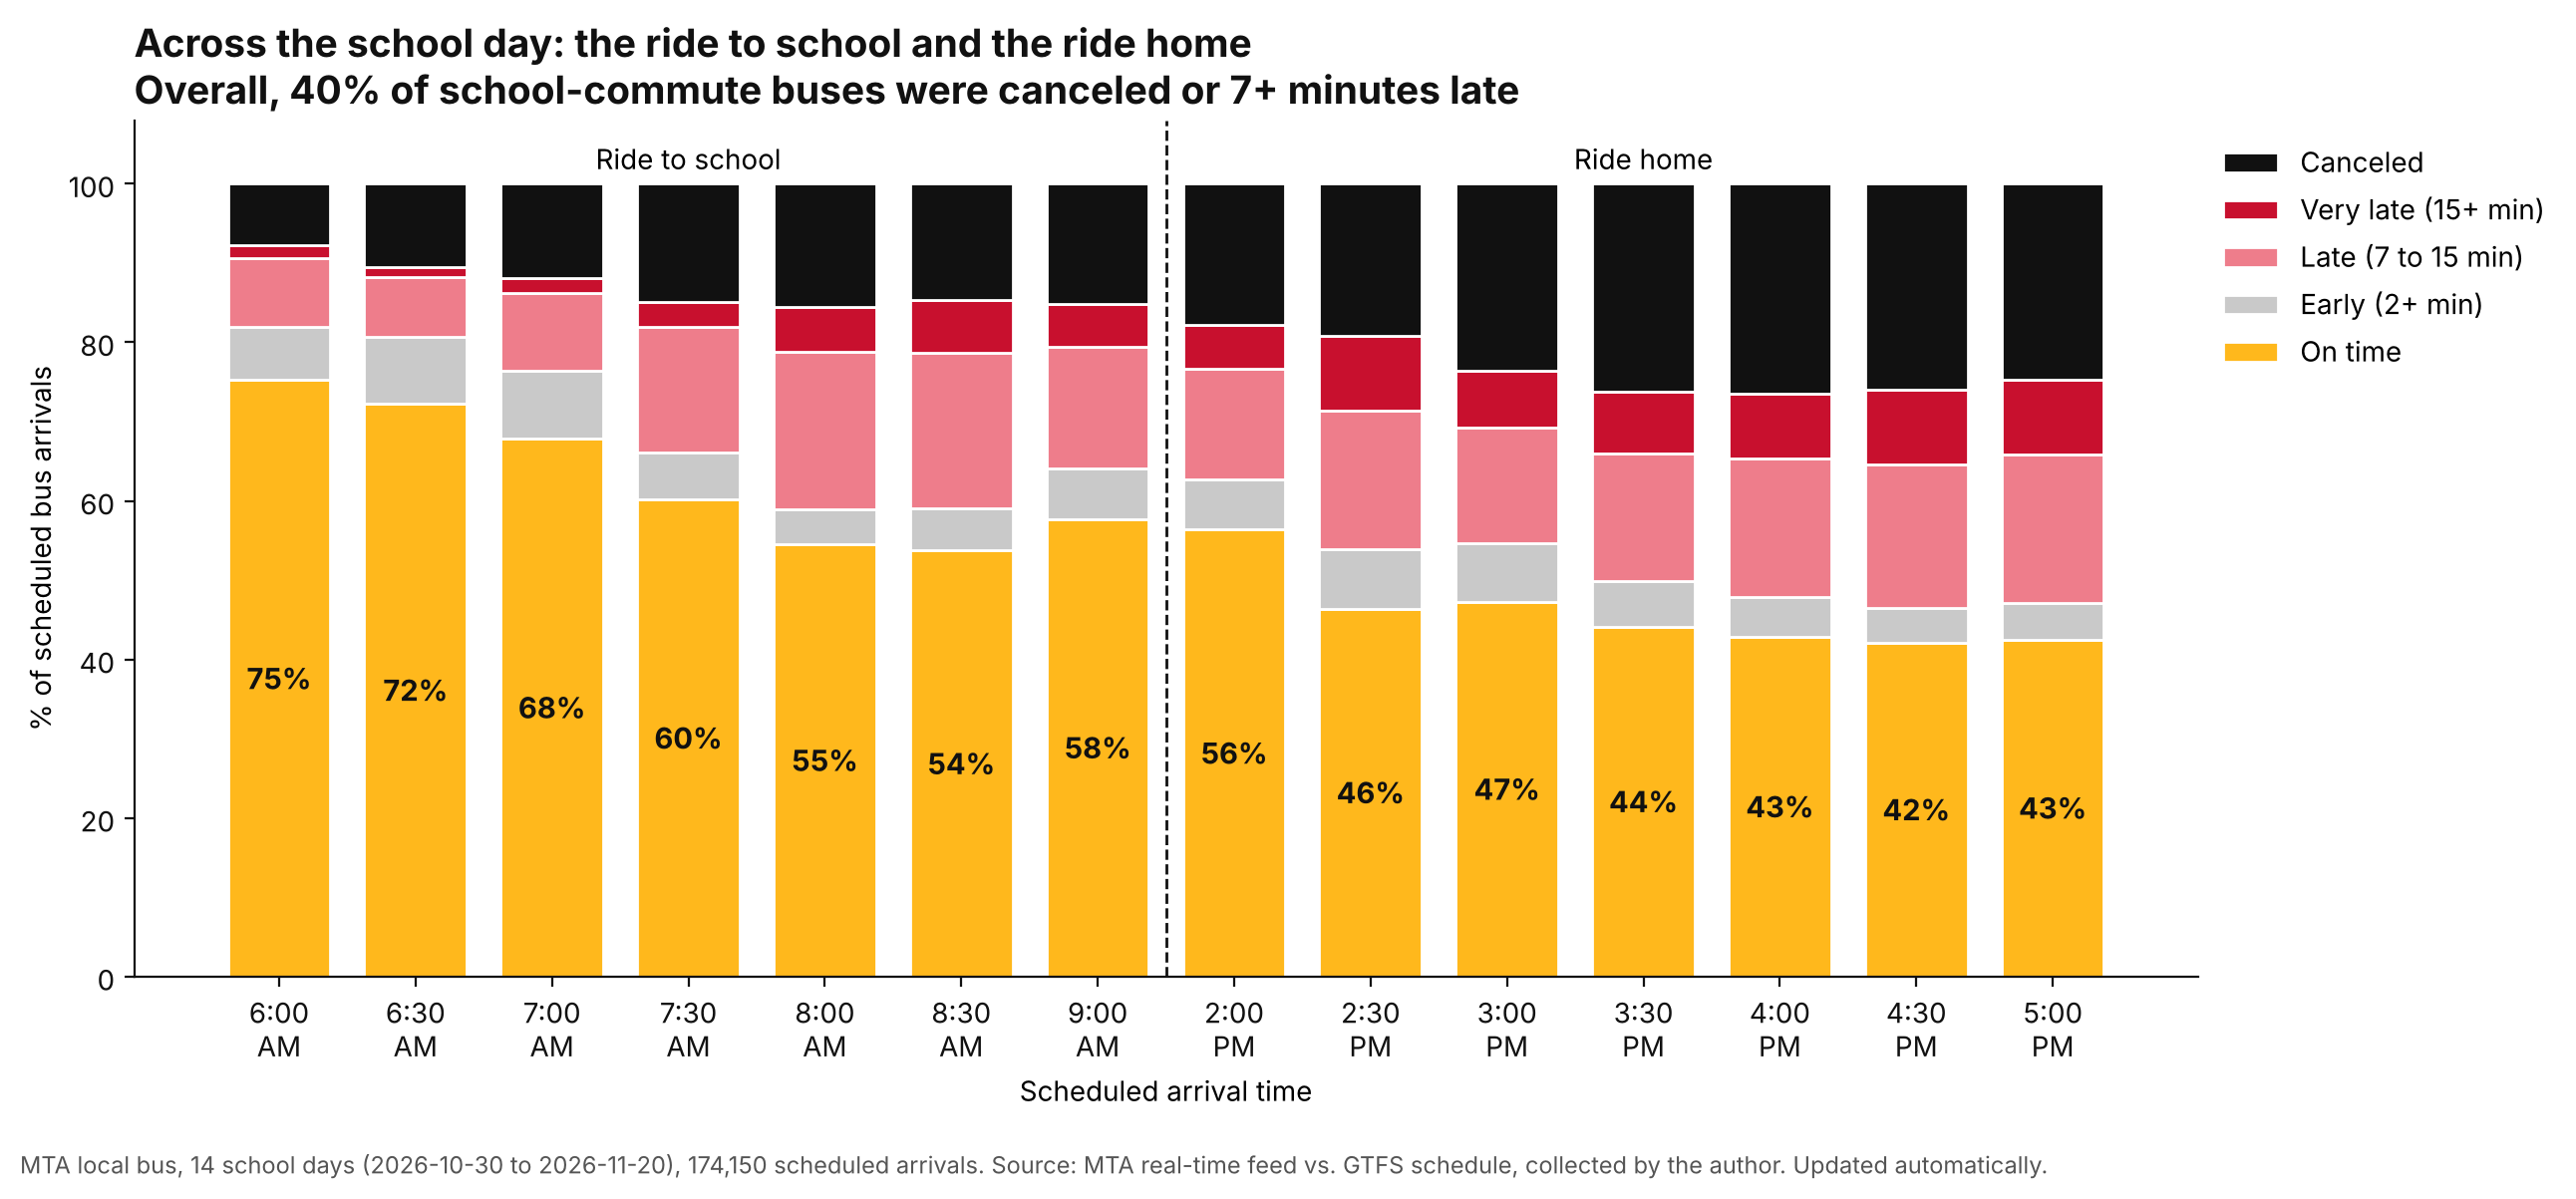 Across the school day: the ride to school and the ride home
Overall, 40% of school-commute buses were canceled or 7+ minutes late
Ride to school
Ride home
Canceled
Very late (15+ min)
Late (7 to 15 min)
Early (2+ min)
On time
% of scheduled bus arrivals
100
80
60
40
20
0
75%
72%
68%
60%
55%
54%
58%
56%
46%
47%
44%
43%
42%
43%
6:00 AM
6:30 AM
7:00 AM
7:30 AM
8:00 AM
8:30 AM
9:00 AM
2:00 PM
2:30 PM
3:00 PM
3:30 PM
4:00 PM
4:30 PM
5:00 PM
Scheduled arrival time
MTA local bus, 14 school days (2026-10-30 to 2026-11-20), 174,150 scheduled arrivals. Source: MTA real-time feed vs. GTFS schedule, collected by the author. Updated automatically.